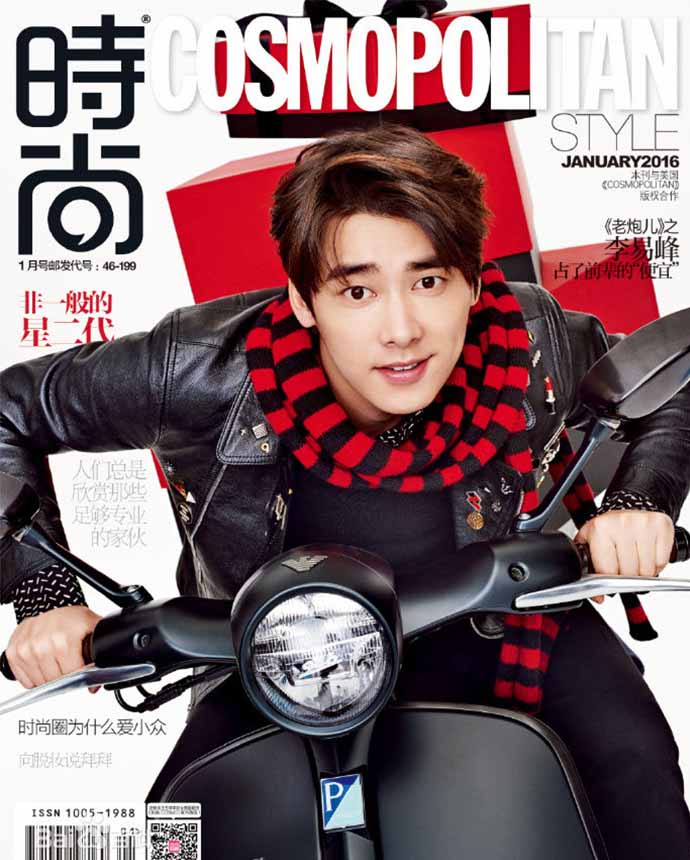 時尚®
COSMOPOLITAN
STYLE
JANUARY2016
本刊与美国
《COSMOPOLITAN》
版权合作
1月号邮发代号：46-199
《老炮儿》之
李易峰
占了前辈的“便宜”
非一般的
星二代
人们总是
欣赏那些
足够专业
的家伙
时尚圈为什么爱小众
向脱妆说拜拜
P
ISSN 1005-1988